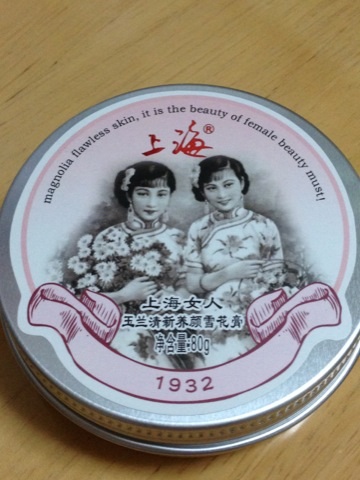 magnolia flawless skin, it is the beauty of female beauty must!
上海®
上海女人
玉兰清新养颜雪花膏
净含量:80g
1932